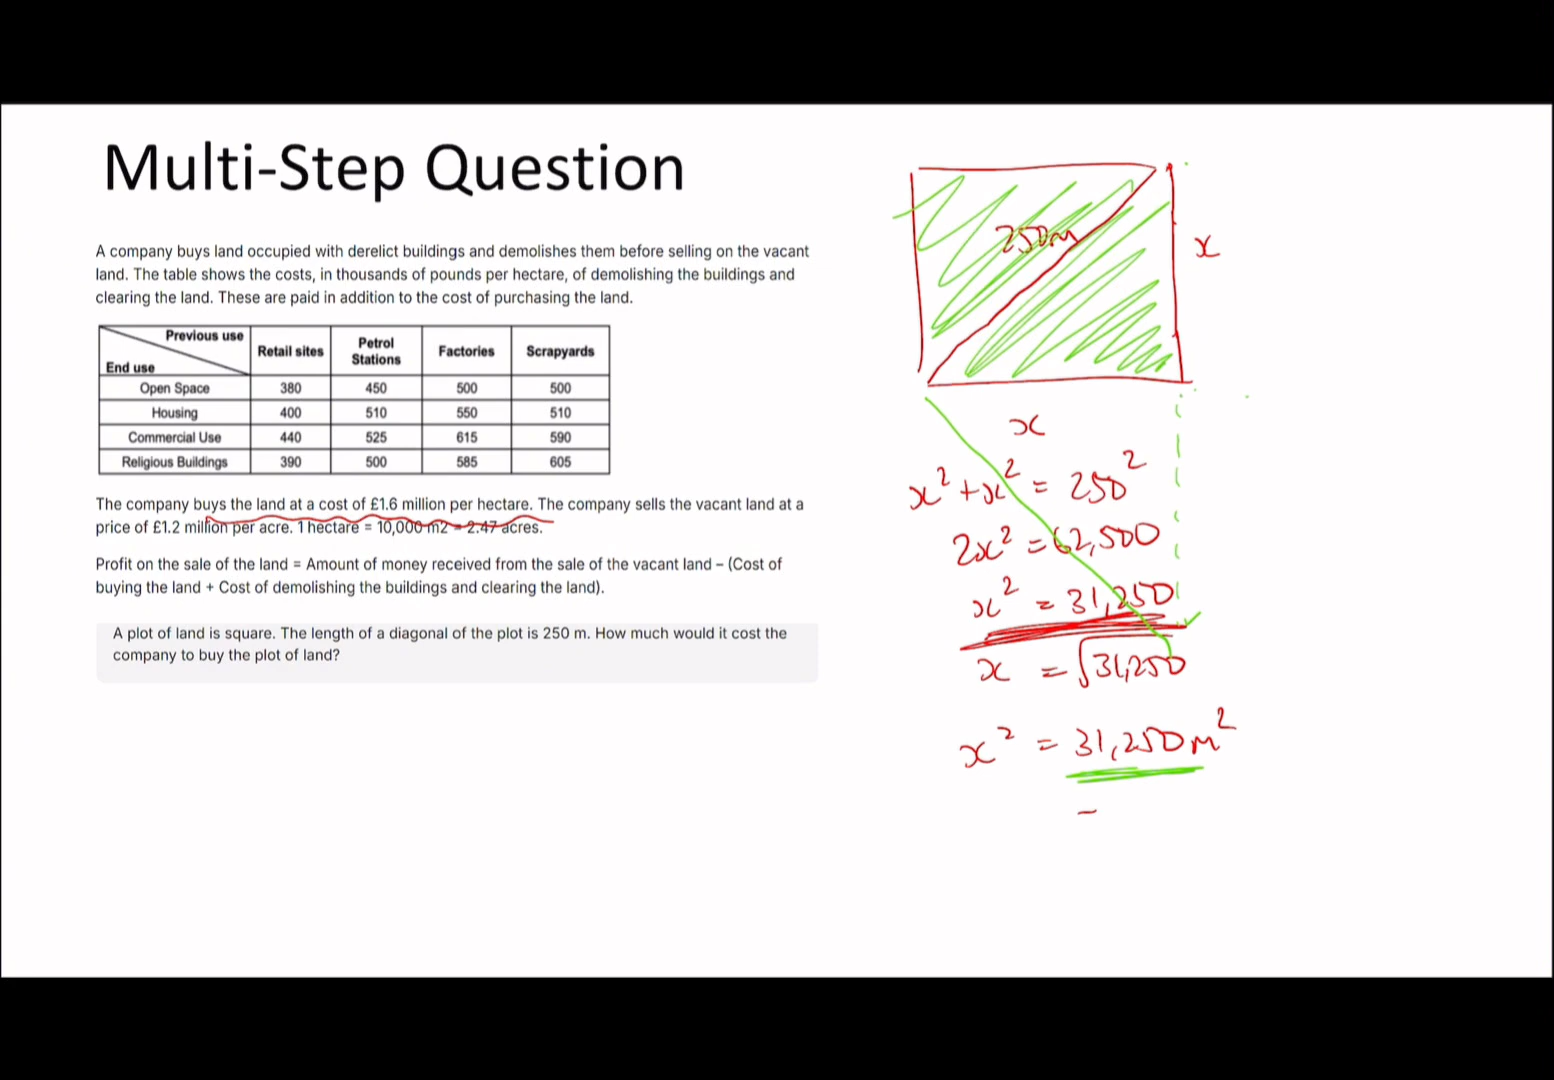 Multi-Step Question
A company buys land occupied with derelict buildings and demolishes them before selling on the vacant
land. The table shows the costs, in thousands of pounds per hectare, of demolishing the buildings and
clearing the land. These are paid in addition to the cost of purchasing the land.
Previous use
End use
Retail sites
Petrol
Stations
Factories
Scrapyards
Open Space 380 450 500 500
Housing 400 510 550 510
Commercial Use 440 525 615 590
Religious Buildings 390 500 585 605
The company buys the land at a cost of £1.6 million per hectare. The company sells the vacant land at a
price of £1.2 million per acre. 1 hectare = 10,000 m2 = 2.47 acres.
Profit on the sale of the land = Amount of money received from the sale of the vacant land – (Cost of
buying the land + Cost of demolishing the buildings and clearing the land).
A plot of land is square. The length of a diagonal of the plot is 250 m. How much would it cost the
company to buy the plot of land?
250m
x
x
x² + x² = 250²
2x² = 62,500
x² = 31,250
x = √31,250
x² = 31,250 m²